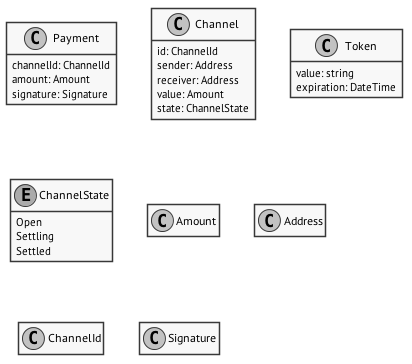 C Payment
channelId: ChannelId
amount: Amount
signature: Signature
C Channel
id: ChannelId
sender: Address
receiver: Address
value: Amount
state: ChannelState
C Token
value: string
expiration: DateTime
E ChannelState
Open
Settling
Settled
C Amount
C Address
C ChannelId
C Signature